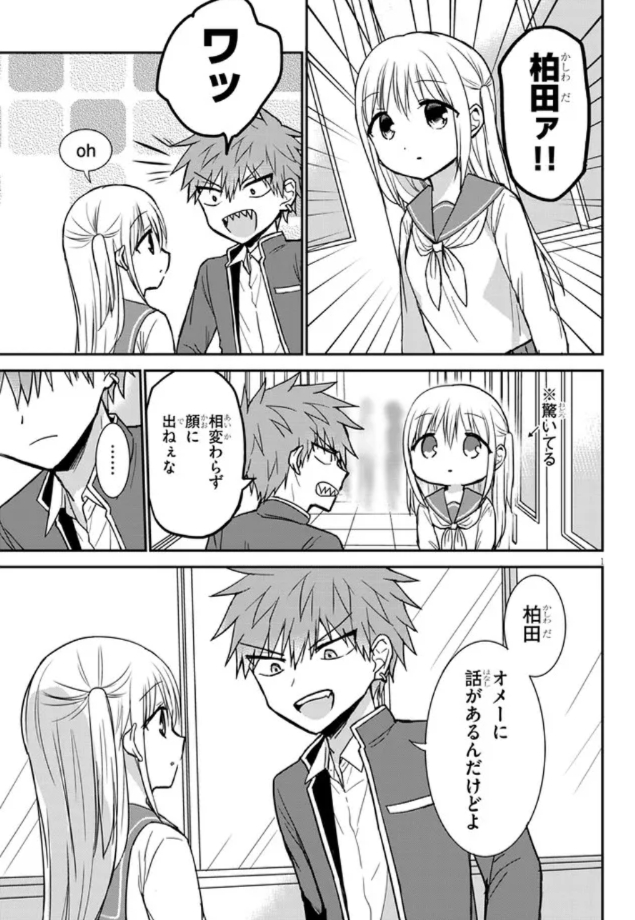 柏田ァ!!
ワッ
oh
※驚いてる
相変わらず
顔に
出ねぇな
………
柏田
オメーに
話があるんだけどよ
1